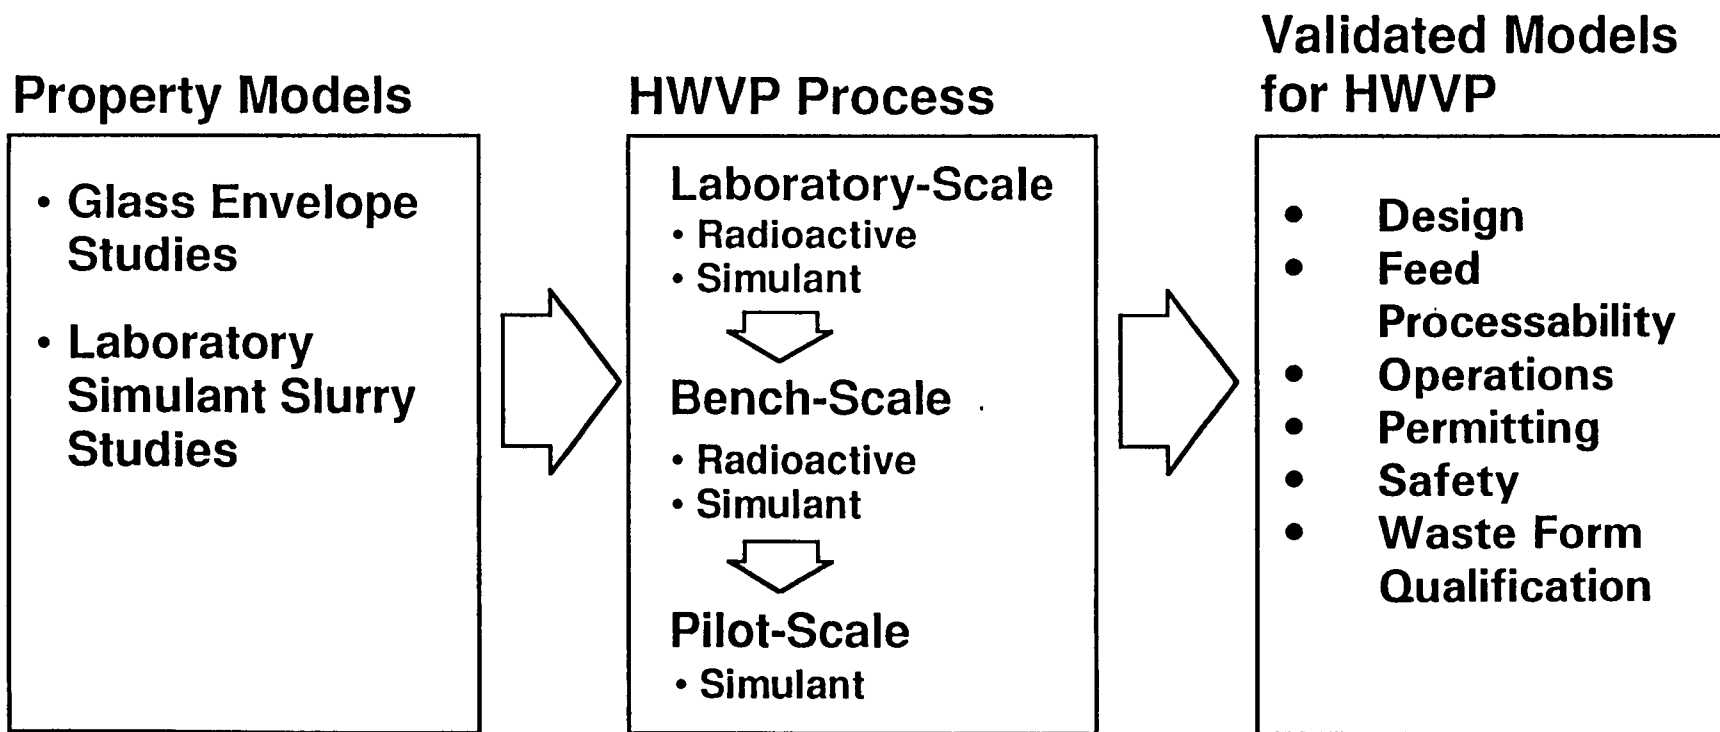 Property Models
• Glass Envelope
Studies
• Laboratory
Simulant Slurry
Studies
HWVP Process
Laboratory-Scale
• Radioactive
• Simulant
Bench-Scale
• Radioactive
• Simulant
Pilot-Scale
• Simulant
Validated Models
for HWVP
• Design
• Feed
Processability
• Operations
• Permitting
• Safety
• Waste Form
Qualification